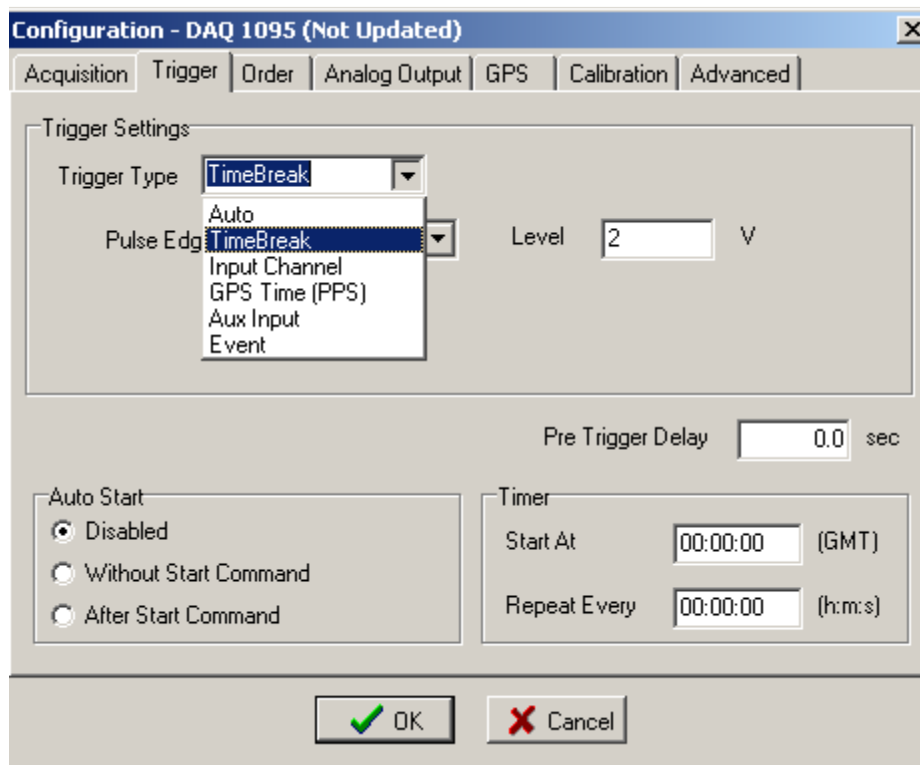 Configuration - DAQ 1095 (Not Updated)
Acquisition Trigger Order Analog Output GPS Calibration Advanced
Trigger Settings
Trigger Type TimeBreak
Auto
Pulse Edg TimeBreak Level 2 V
Input Channel
GPS Time (PPS)
Aux Input
Event
Pre Trigger Delay 0.0 sec
Auto Start
Disabled
Without Start Command
After Start Command
Timer
Start At 00:00:00 (GMT)
Repeat Every 00:00:00 (h:m:s)
OK Cancel